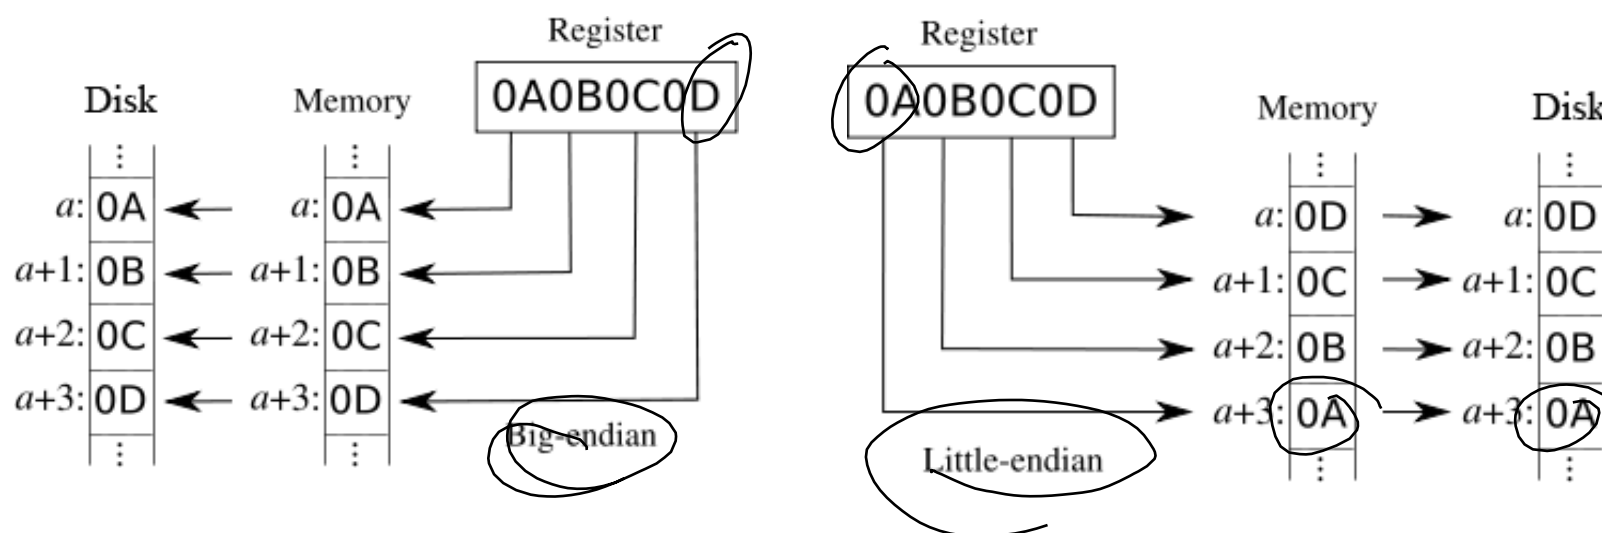 Register
0A0B0C0D
Disk
Memory
⋮
⋮
a: 0A
a: 0A
a+1: 0B
a+1: 0B
a+2: 0C
a+2: 0C
a+3: 0D
a+3: 0D
⋮
⋮
Big-endian
Register
0A0B0C0D
Memory
Disk
⋮
⋮
a: 0D
a: 0D
a+1: 0C
a+1: 0C
a+2: 0B
a+2: 0B
a+3: 0A
a+3: 0A
⋮
⋮
Little-endian